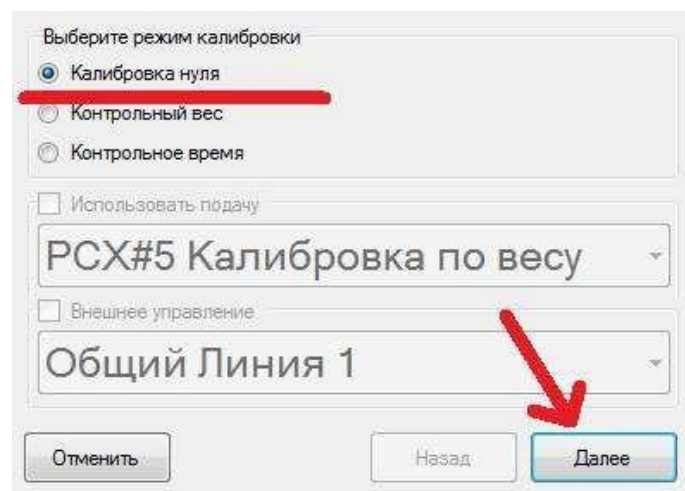 Выберите режим калибровки
Калибровка нуля
Контрольный вес
Контрольное время
Использовать подачу
РСХ#5 Калибровка по весу
Внешнее управление
Общий Линия 1
Отменить
Назад
Далее